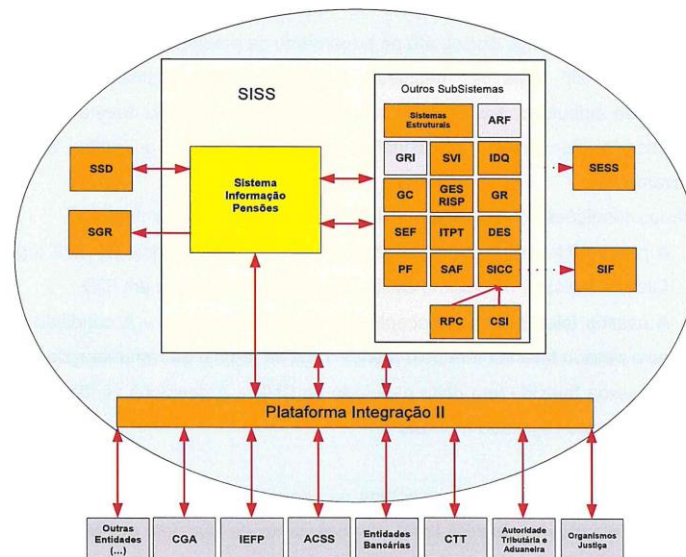 SISS
Outros SubSistemas
Sistemas
Estruturais
ARF
GRI
SVI
IDQ
SSD
Sistema
Informação
Pensões
SESS
GC
GES
RISP
GR
SGR
SEF
ITPT
DES
PF
SAF
SICC
SIF
RPC
CSI
Plataforma Integração II
Outras
Entidades
(...)
CGA
IEFP
ACSS
Entidades
Bancárias
CTT
Autoridade
Tributária e
Aduaneira
Organismos
Justiça